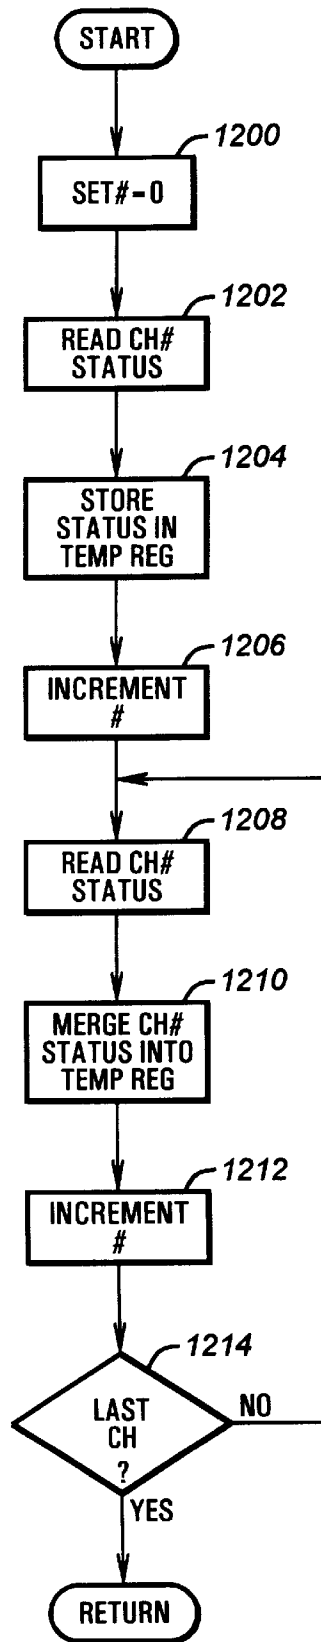 START
1200
SET#-0
1202
READ CH#
STATUS
1204
STORE
STATUS IN
TEMP REG
1206
INCREMENT
#
1208
READ CH#
STATUS
1210
MERGE CH#
STATUS INTO
TEMP REG
1212
INCREMENT
#
1214
LAST
CH
?
NO
YES
RETURN